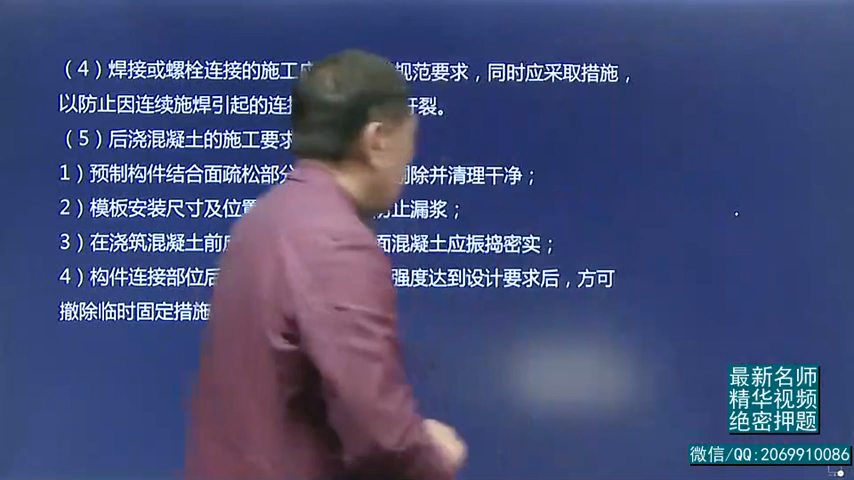 （4）焊接或螺栓连接的施工 规范要求，同时应采取措施，
以防止因连续施焊引起的连 开裂。
（5）后浇混凝土的施工要求
1）预制构件结合面疏松部分 剔除并清理干净；
2）模板安装尺寸及位置 防止漏浆；
3）在浇筑混凝土前 面混凝土应振捣密实；
4）构件连接部位后 强度达到设计要求后，方可
撤除临时固定措施
最新名师
精华视频
绝密押题
微信/QQ:2069910086